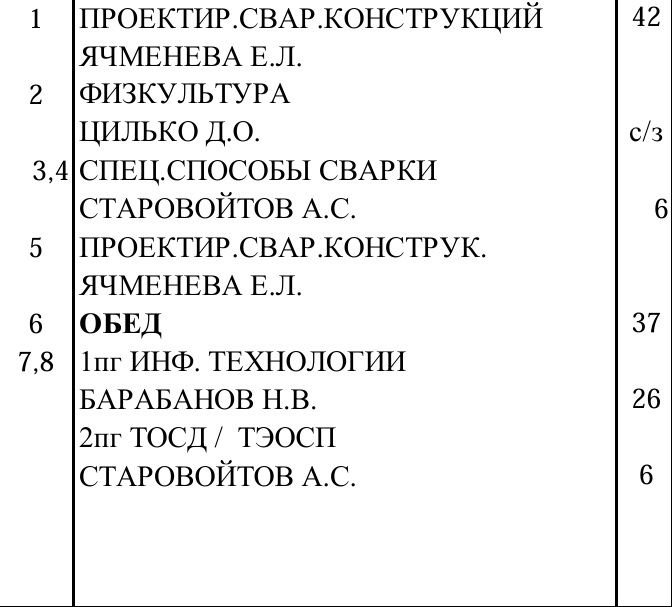 1 ПРОЕКТИР.СВАР.КОНСТРУКЦИЙ 42
ЯЧМЕНЕВА Е.Л.
2 ФИЗКУЛЬТУРА
ЦИЛЬКО Д.О. с/з
3,4 СПЕЦ.СПОСОБЫ СВАРКИ
СТАРОВОЙТОВ А.С. 6
5 ПРОЕКТИР.СВАР.КОНСТРУК.
ЯЧМЕНЕВА Е.Л.
6 ОБЕД 37
7,8 1пг ИНФ. ТЕХНОЛОГИИ
БАРАБАНОВ Н.В. 26
2пг ТОСД / ТЭОСП
СТАРОВОЙТОВ А.С. 6